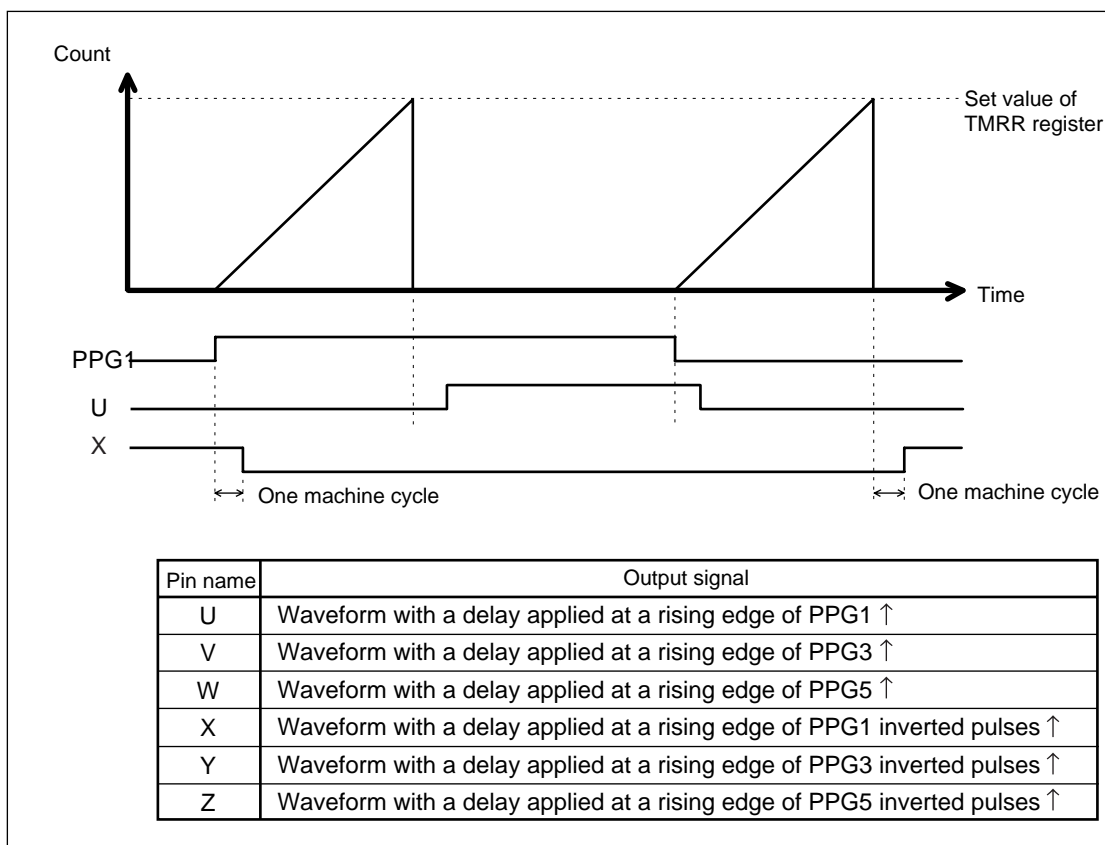 Count
Set value of
TMRR register
Time
PPG1
U
X
One machine cycle
One machine cycle
Pin name Output signal
U Waveform with a delay applied at a rising edge of PPG1 ↑
V Waveform with a delay applied at a rising edge of PPG3 ↑
W Waveform with a delay applied at a rising edge of PPG5 ↑
X Waveform with a delay applied at a rising edge of PPG1 inverted pulses ↑
Y Waveform with a delay applied at a rising edge of PPG3 inverted pulses ↑
Z Waveform with a delay applied at a rising edge of PPG5 inverted pulses ↑